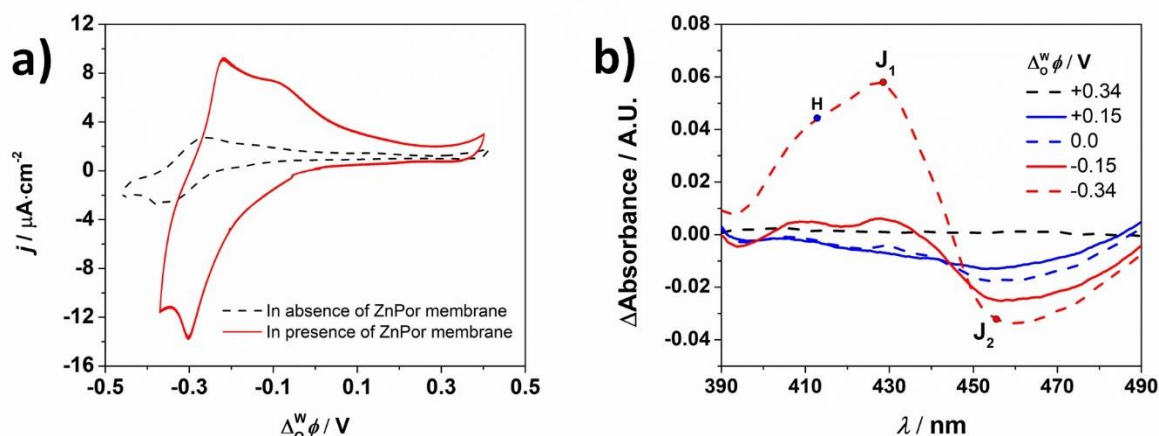 a)
12
8
4
0
-4
-8
-12
-16
j / μA·cm⁻²
-0.5
-0.3
-0.1
0.1
0.3
0.5
Δₒʷϕ / V
In absence of ZnPor membrane
In presence of ZnPor membrane
b)
0.08
0.06
0.04
0.02
0.00
-0.02
-0.04
ΔAbsorbance / A.U.
390
410
430
450
470
490
λ / nm
H
J₁
J₂
Δₒʷϕ / V
+0.34
+0.15
0.0
-0.15
-0.34